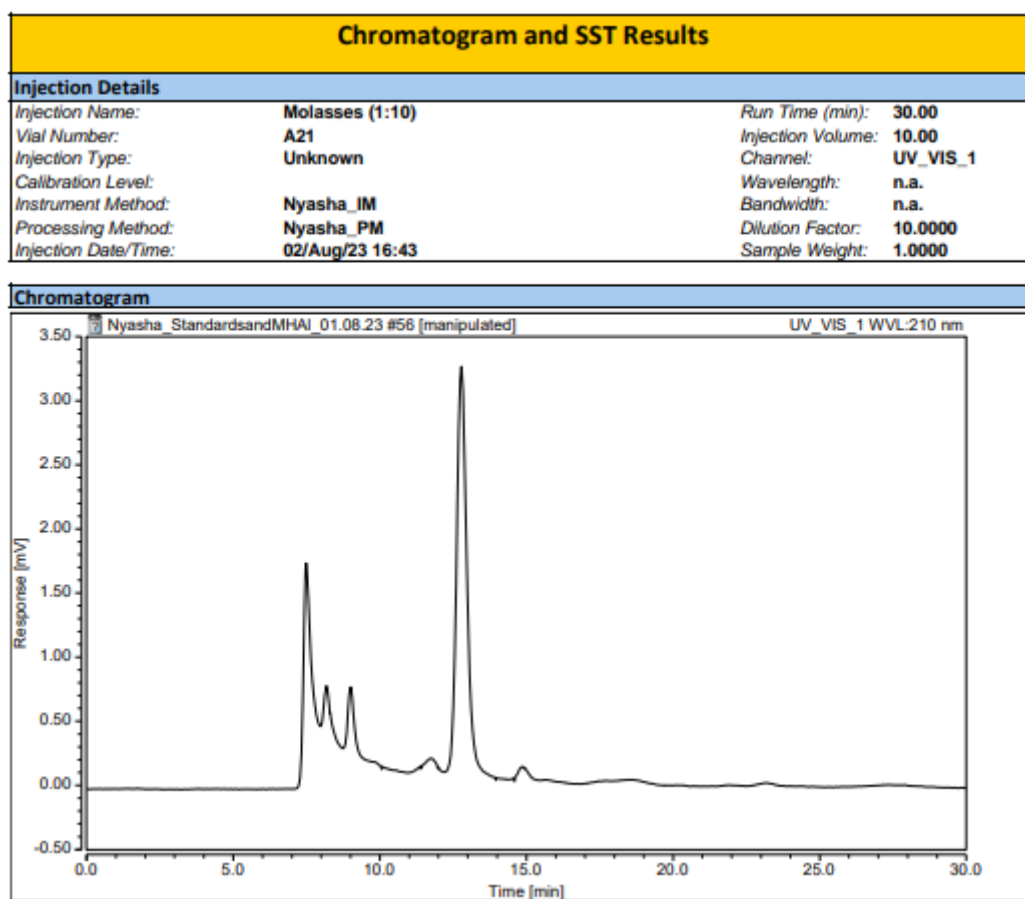 Chromatogram and SST Results
Injection Details
Injection Name: Molasses (1:10) Run Time (min): 30.00
Vial Number: A21 Injection Volume: 10.00
Injection Type: Unknown Channel: UV_VIS_1
Calibration Level: Wavelength: n.a.
Instrument Method: Nyasha_IM Bandwidth: n.a.
Processing Method: Nyasha_PM Dilution Factor: 10.0000
Injection Date/Time: 02/Aug/23 16:43 Sample Weight: 1.0000
Chromatogram
Nyasha_StandardsandMHAI_01.08.23 #56 [manipulated] UV_VIS_1 WVL:210 nm
3.50
3.00
2.50
2.00
1.50
1.00
0.50
0.00
-0.50
Response [mV]
0.0 5.0 10.0 15.0 20.0 25.0 30.0
Time [min]